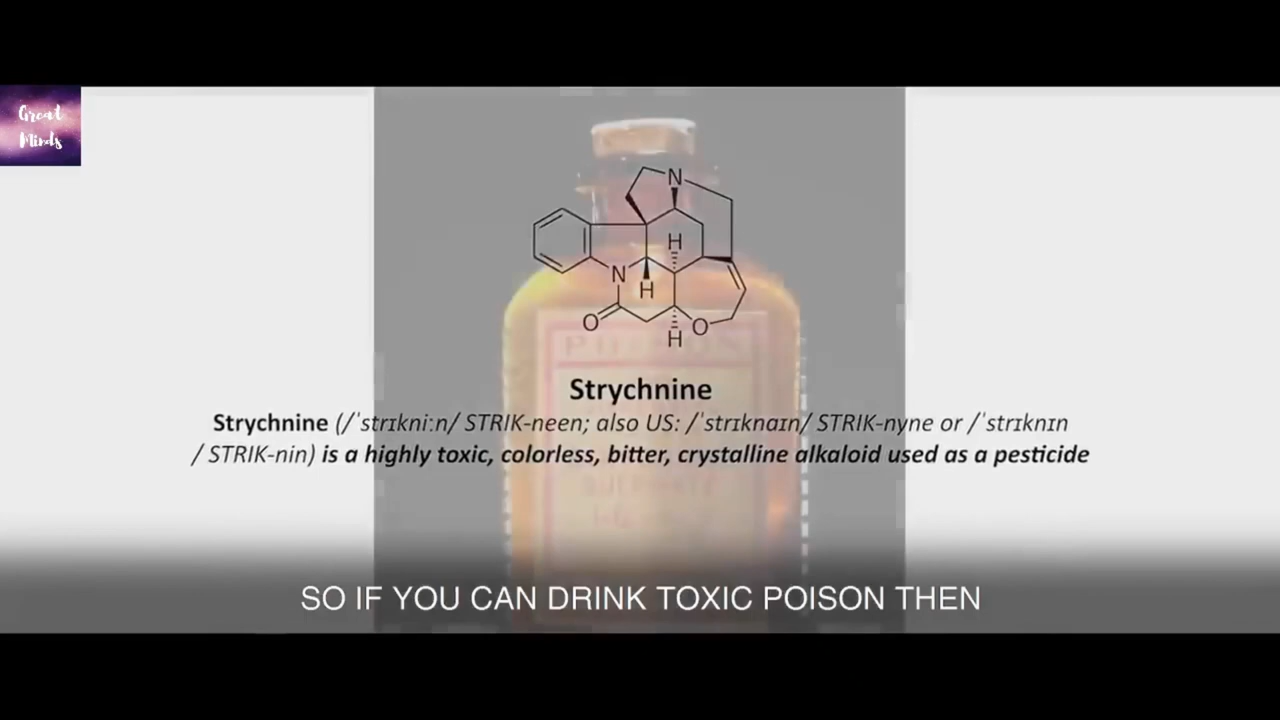 Great
Minds
N
H
N
H
O
O
H
POISON
Strychnine
Strychnine (/ˈstrɪkniːn/ STRIK-neen; also US: /ˈstrɪknaɪn/ STRIK-nyne or /ˈstrɪknɪn
/ STRIK-nin) is a highly toxic, colorless, bitter, crystalline alkaloid used as a pesticide
SO IF YOU CAN DRINK TOXIC POISON THEN